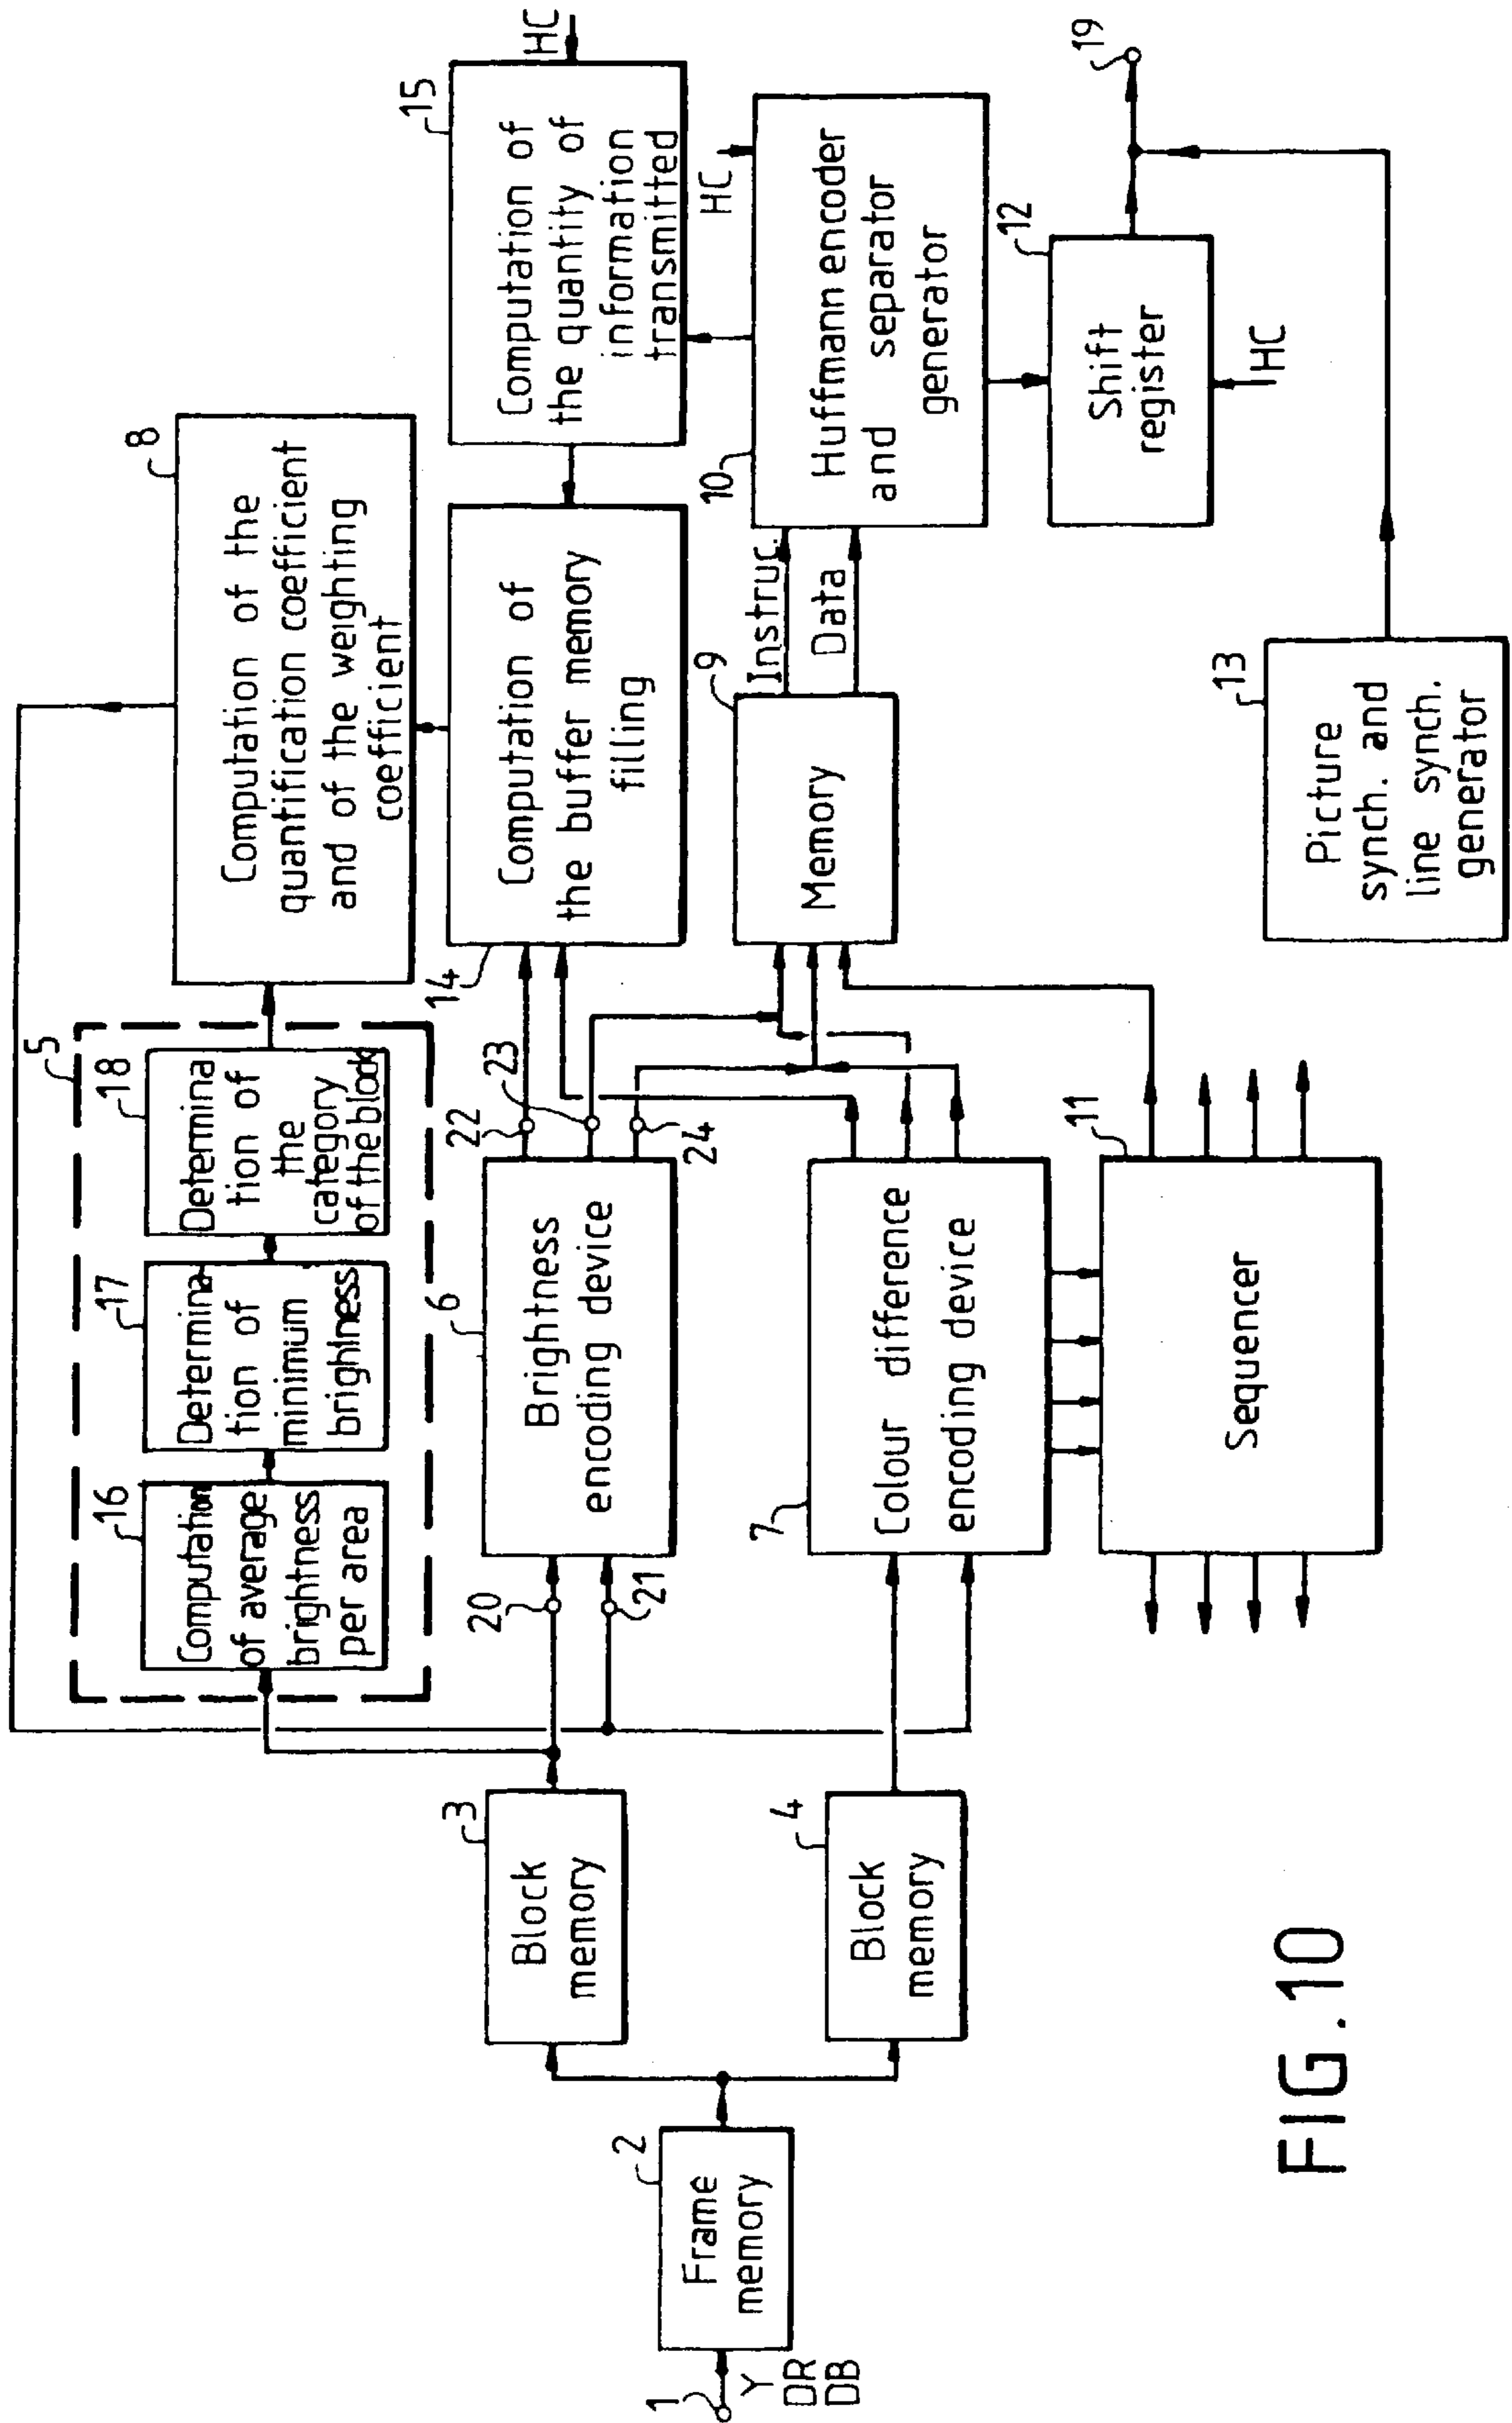 1
Y
DR
DB
2
Frame
memory
3
Block
memory
4
Block
memory
5
16
Computation
of average
brightness
per area
17
Determina
tion of
minimum
brightness
18
Determina
tion of
the
category
of the block
8
Computation of the
quantification coefficient
and of the weighting
coefficient
20
21
6
Brightness
encoding device
22
23
24
14
Computation of
the buffer memory
filling
15
Computation of
the quantity of
information
transmitted
HC
7
Colour difference
encoding device
9
Memory
Instruc.
Data
10
Huffmann encoder
and separator
generator
HC
11
Sequencer
12
Shift
register
HC
19
13
Picture
synch. and
line synch.
generator
FIG.10